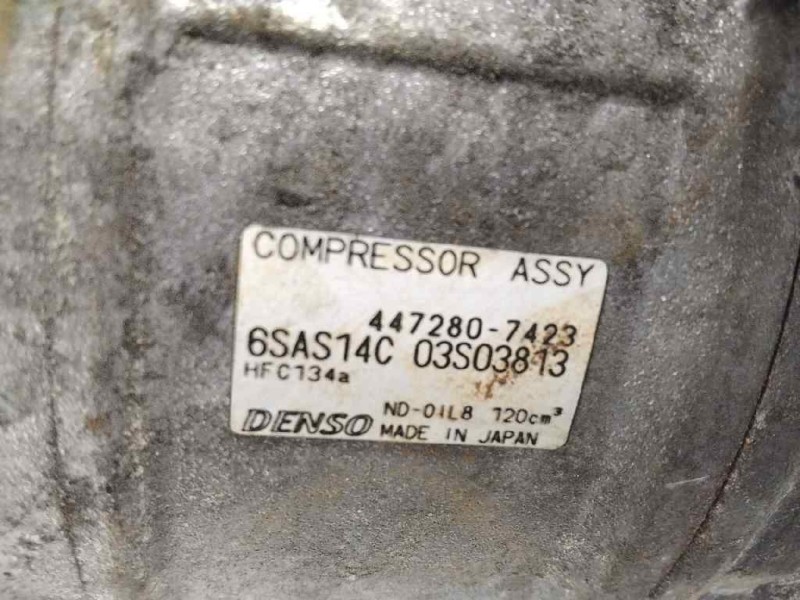 COMPRESSOR ASSY
447280-7423
6SAS14C 03S03813
HFC134a
ND-OIL8 120cm³
DENSO MADE IN JAPAN